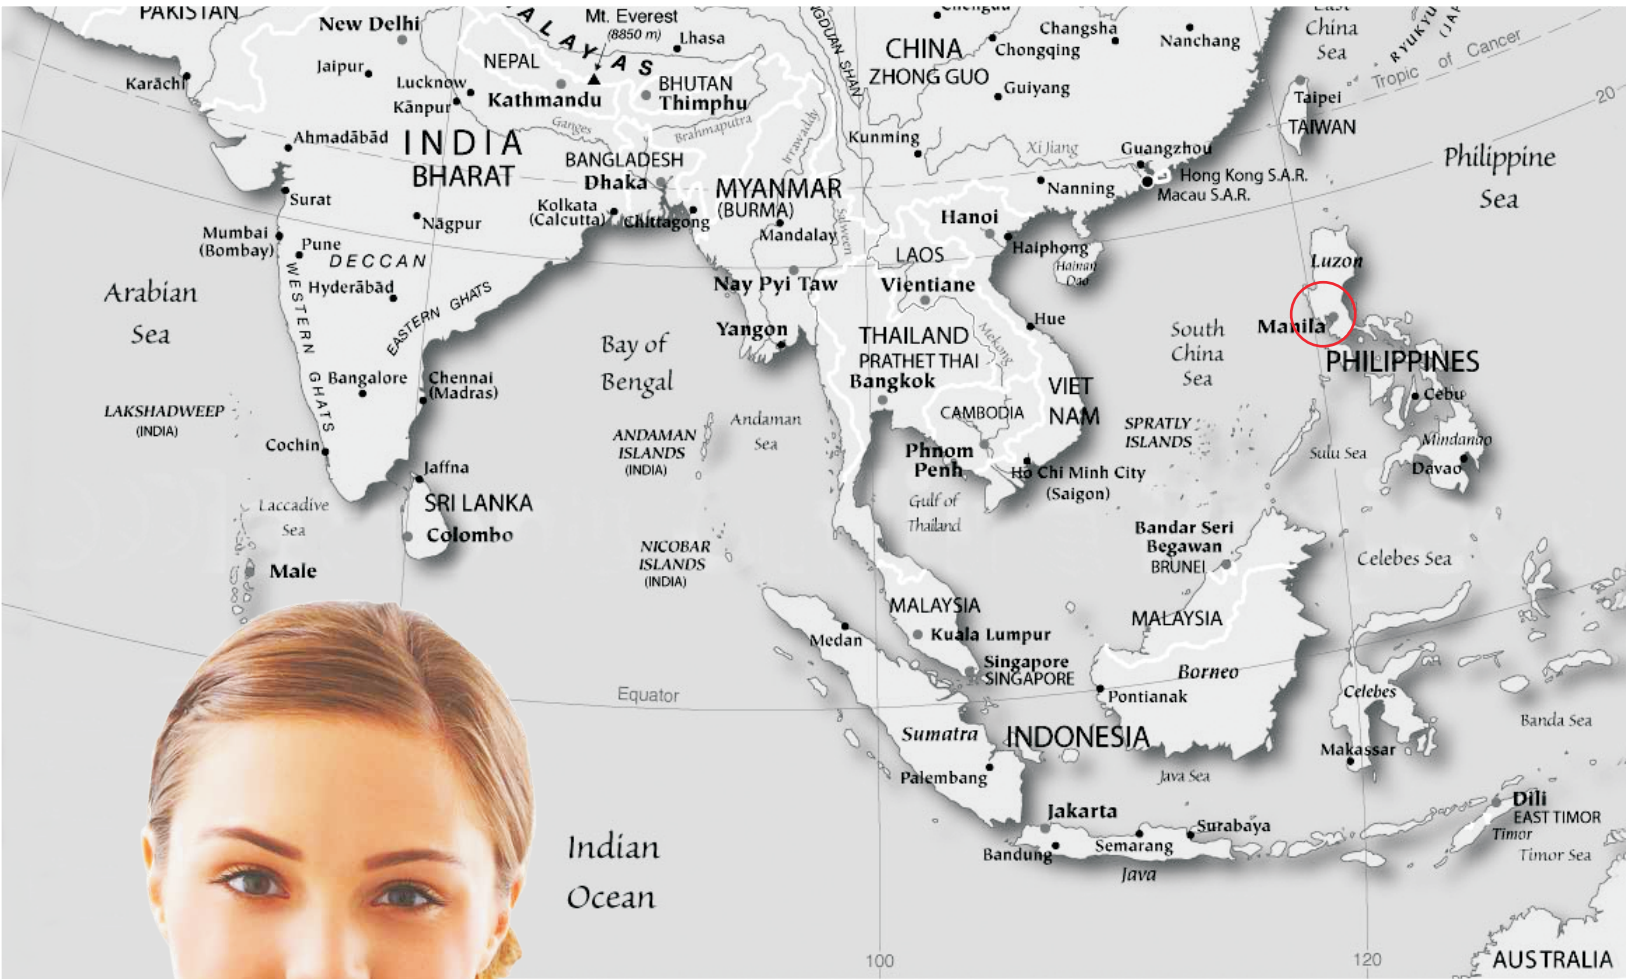 PAKISTAN
New Delhi
Mt. Everest
(8850 m)
Lhasa
CHINA
ZHONG GUO
Chongqing
Changsha
Nanchang
East
China
Sea
Tropic of Cancer
20
Karāchi
Jaipur
Lucknow
Kānpur
NEPAL
Kathmandu
BHUTAN
Thimphu
Guiyang
Taipei
TAIWAN
Ahmadābād
INDIA
BHARAT
Ganges
Brahmaputra
Irrawaddy
Kunming
Xi Jiang
Guangzhou
Hong Kong S.A.R.
Macau S.A.R.
Philippine
Sea
BANGLADESH
Dhaka
MYANMAR
(BURMA)
Nanning
Surat
Nāgpur
Kolkata
(Calcutta)
Chittagong
Mandalay
Salween
Hanoi
Haiphong
Hainan
Dao
Mumbai
(Bombay)
Pune
DECCAN
Hyderābād
LAOS
Vientiane
Luzon
Arabian
Sea
WESTERN GHATS
EASTERN GHATS
Nay Pyi Taw
Yangon
Hue
Manila
PHILIPPINES
South
China
Sea
THAILAND
PRATHET THAI
Bangkok
Mekong
Bay of
Bengal
Bangalore
Chennai
(Madras)
VIET
NAM
CAMBODIA
Cebu
LAKSHADWEEP
(INDIA)
ANDAMAN
ISLANDS
(INDIA)
Andaman
Sea
SPRATLY
ISLANDS
Sulu Sea
Mindanao
Davao
Cochin
Jaffna
Phnom
Penh
Ho Chi Minh City
(Saigon)
Laccadive
Sea
SRI LANKA
Colombo
Gulf of
Thailand
Male
NICOBAR
ISLANDS
(INDIA)
Bandar Seri
Begawan
BRUNEI
Celebes Sea
MALAYSIA
MALAYSIA
Medan
Kuala Lumpur
Singapore
SINGAPORE
Borneo
Equator
Pontianak
Celebes
Sumatra
INDONESIA
Banda Sea
Palembang
Makassar
Java Sea
Jakarta
Dili
EAST TIMOR
Timor
Timor Sea
Bandung
Semarang
Surabaya
Java
Indian
Ocean
100
120
AUSTRALIA